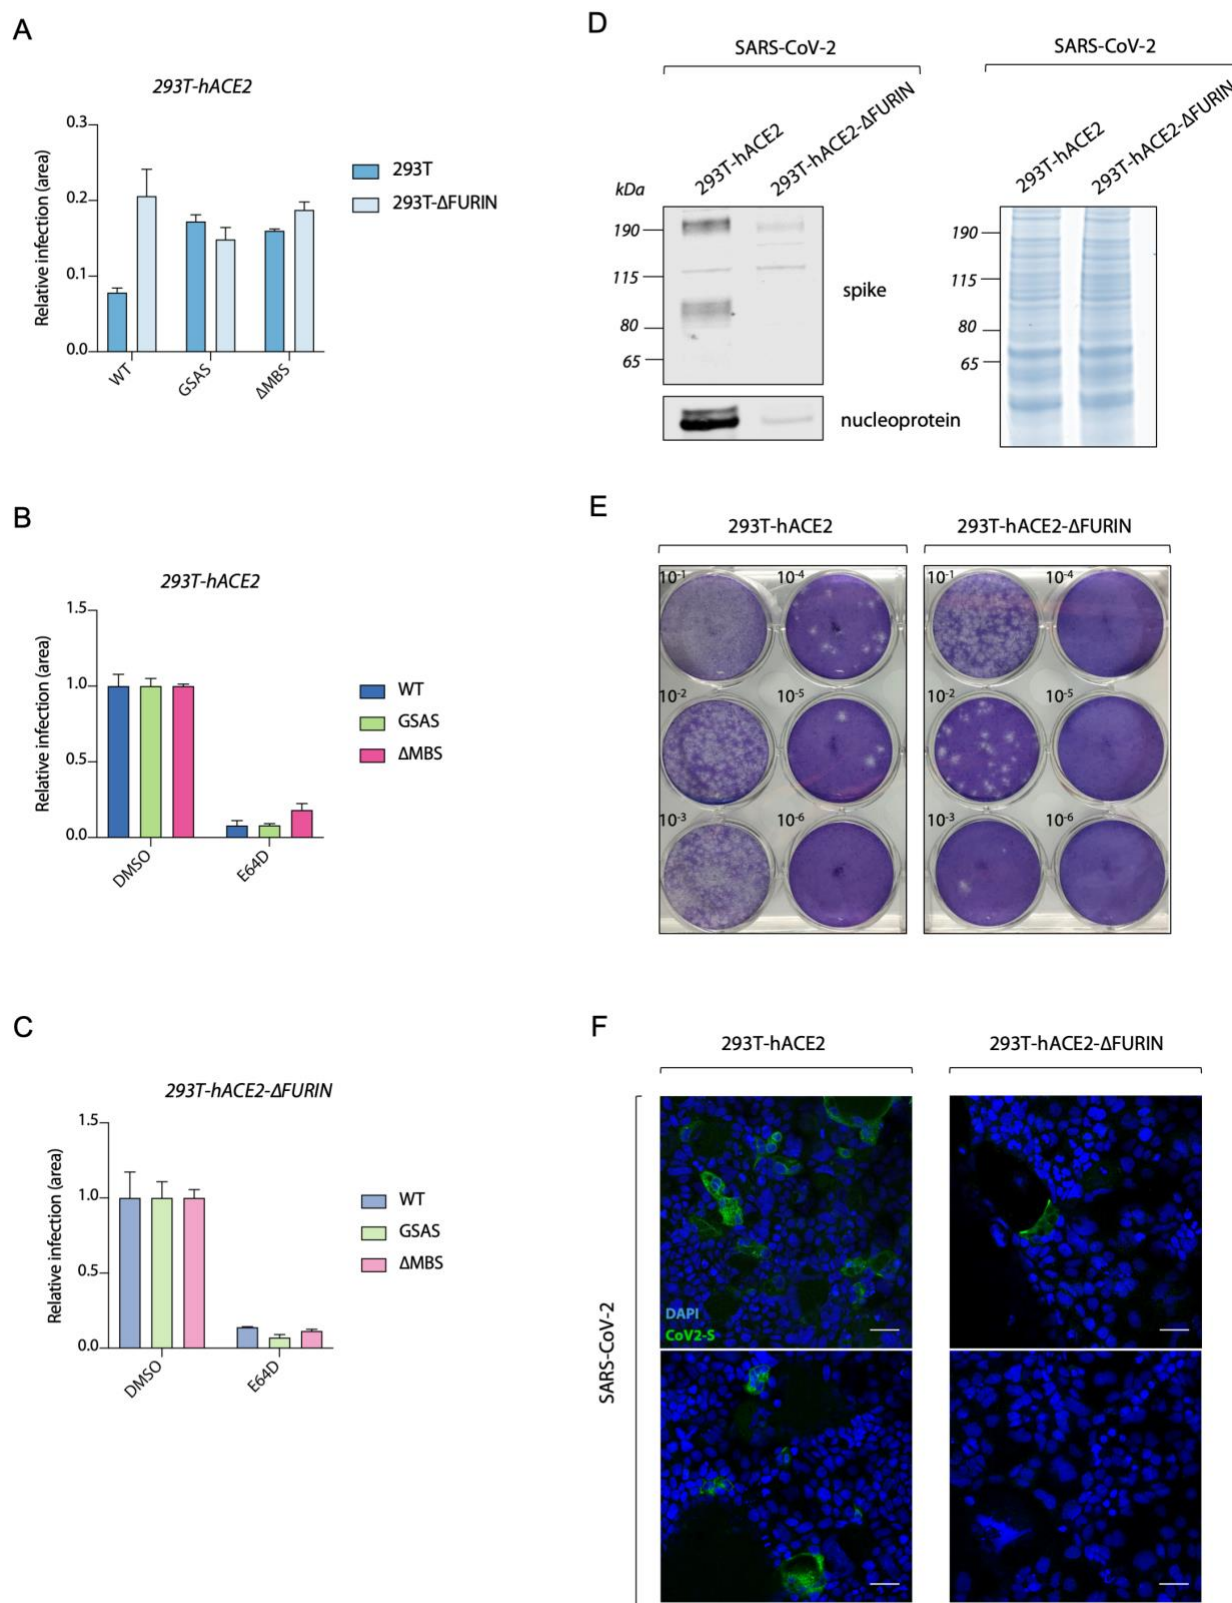 A
293T-hACE2
0.3
0.2
0.1
0.0
Relative infection (area)
WT
GSAS
ΔMBS
293T
293T-ΔFURIN
B
293T-hACE2
1.5
1.0
0.5
0.0
Relative infection (area)
DMSO
E64D
WT
GSAS
ΔMBS
C
293T-hACE2-ΔFURIN
1.5
1.0
0.5
0.0
Relative infection (area)
DMSO
E64D
WT
GSAS
ΔMBS
D
SARS-CoV-2
293T-hACE2
293T-hACE2-ΔFURIN
kDa
190
115
80
65
spike
nucleoprotein
SARS-CoV-2
293T-hACE2
293T-hACE2-ΔFURIN
190
115
80
65
E
293T-hACE2
10-1
10-4
10-2
10-5
10-3
10-6
293T-hACE2-ΔFURIN
10-1
10-4
10-2
10-5
10-3
10-6
F
293T-hACE2
293T-hACE2-ΔFURIN
SARS-CoV-2
DAPI
CoV2-S